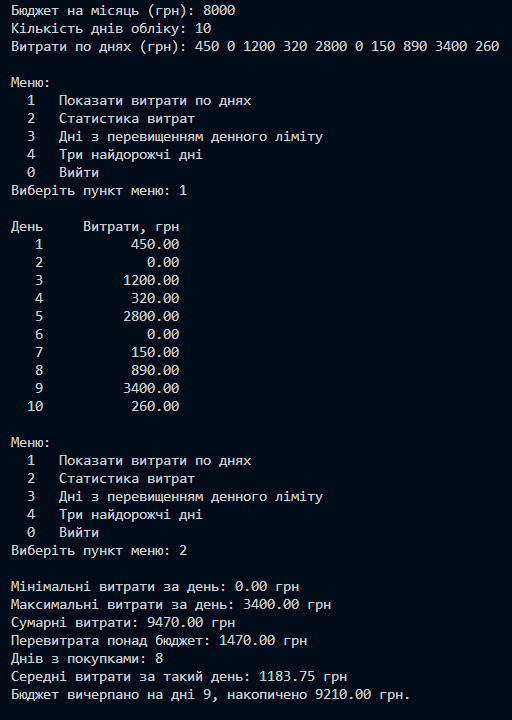 Бюджет на місяць (грн): 8000
Кількість днів обліку: 10
Витрати по днях (грн): 450 0 1200 320 2800 0 150 890 3400 260
Меню:
1 Показати витрати по днях
2 Статистика витрат
3 Дні з перевищенням денного ліміту
4 Три найдорожчі дні
0 Вийти
Виберіть пункт меню: 1
День Витрати, грн
1 450.00
2 0.00
3 1200.00
4 320.00
5 2800.00
6 0.00
7 150.00
8 890.00
9 3400.00
10 260.00
Меню:
1 Показати витрати по днях
2 Статистика витрат
3 Дні з перевищенням денного ліміту
4 Три найдорожчі дні
0 Вийти
Виберіть пункт меню: 2
Мінімальні витрати за день: 0.00 грн
Максимальні витрати за день: 3400.00 грн
Сумарні витрати: 9470.00 грн
Перевитрата понад бюджет: 1470.00 грн
Днів з покупками: 8
Середні витрати за такий день: 1183.75 грн
Бюджет вичерпано на дні 9, накопичено 9210.00 грн.